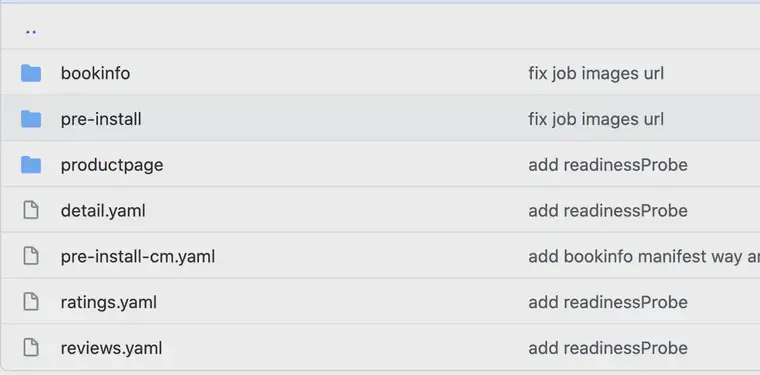 ..
bookinfo fix job images url
pre-install fix job images url
productpage add readinessProbe
detail.yaml add readinessProbe
pre-install-cm.yaml add bookinfo manifest way
ratings.yaml add readinessProbe
reviews.yaml add readinessProbe